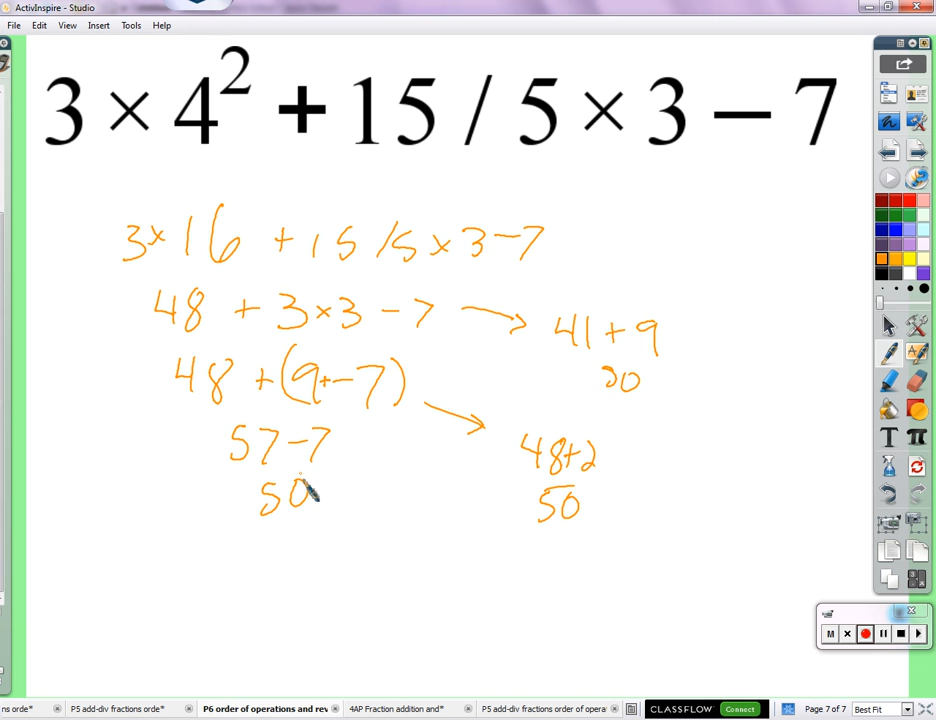 ActivInspire - Studio
File Edit View Insert Tools Help
3 × 4² + 15 / 5 × 3 − 7
3×16 + 15 /5 × 3 − 7
48 + 3×3 − 7 → 41 + 9
48 + (9+−7)
57−7
50
48+2
50
M
ns orde* P5 add-div fractions orde* P6 order of operations and rev 4AP Fraction addition and* P5 add-div fractions order of operat CLASSFLOW Connect Page 7 of 7 Best Fit